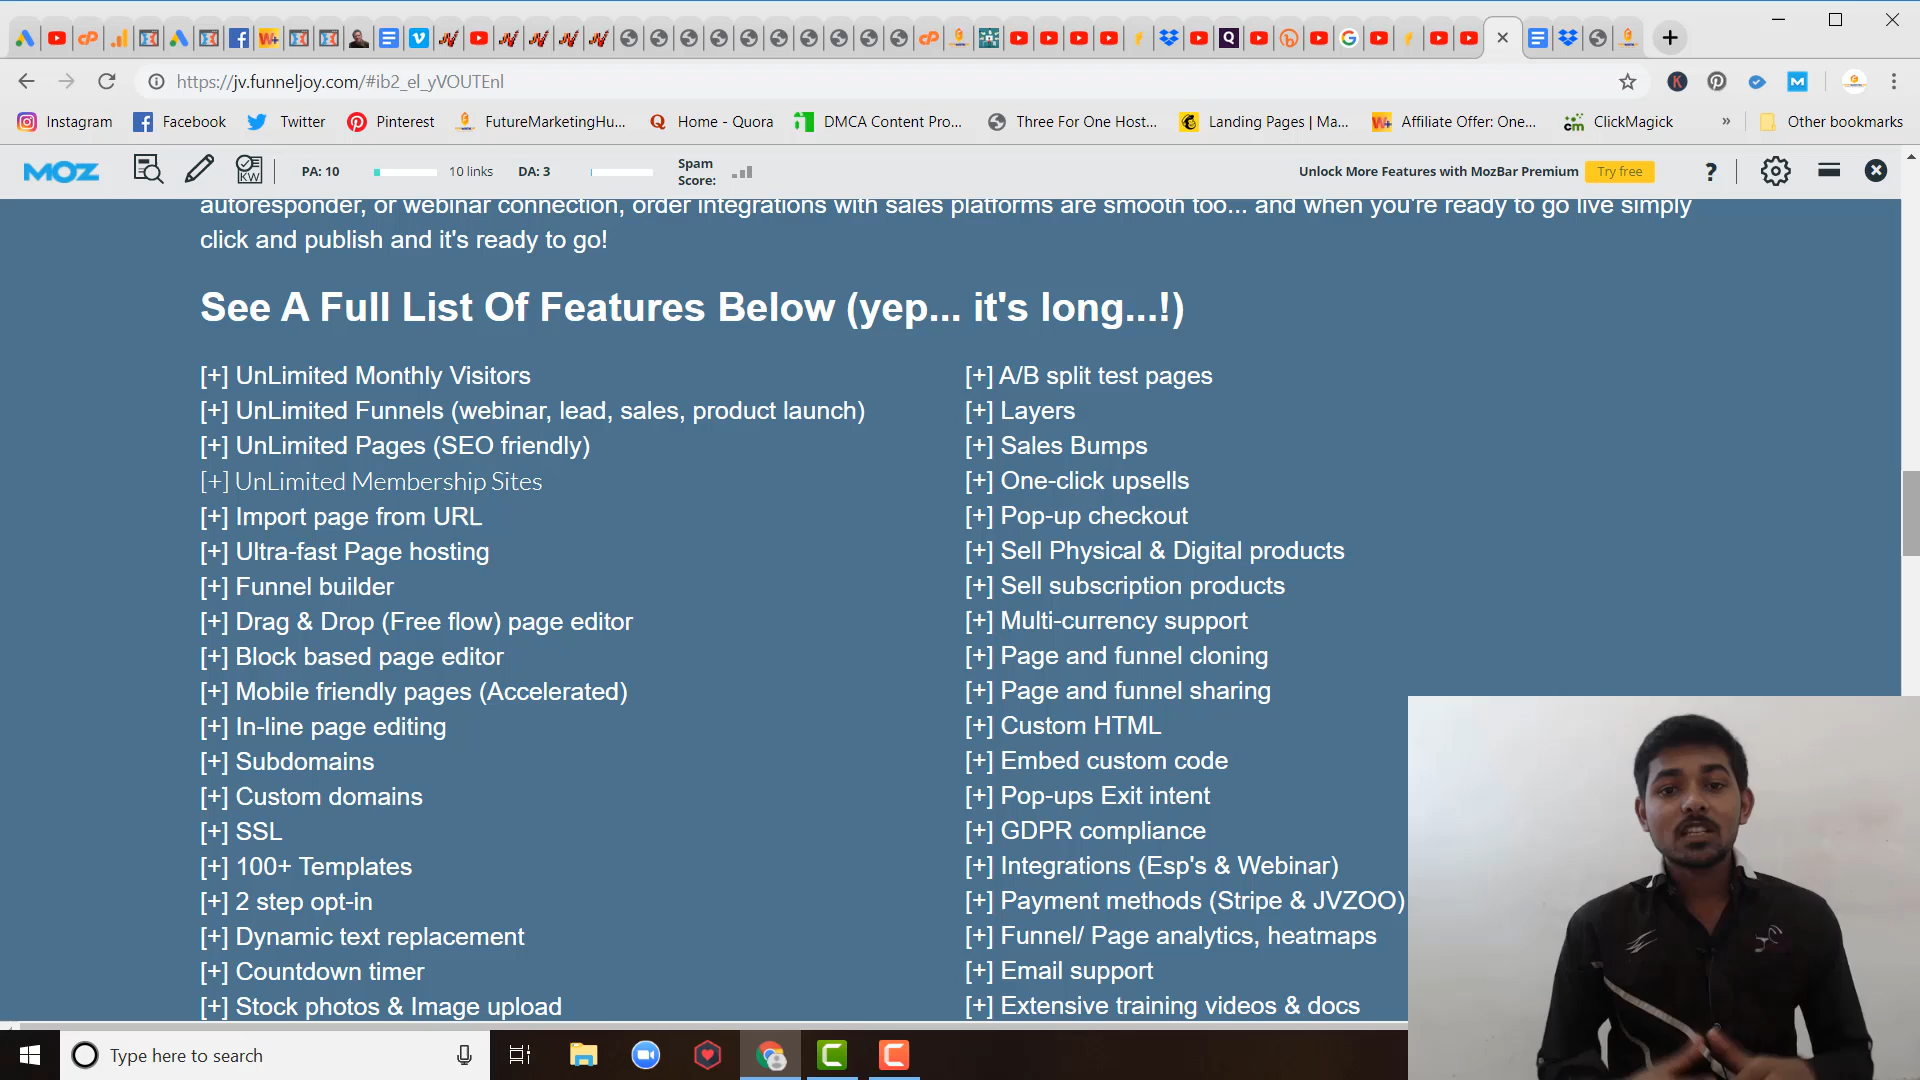 https://jv.funneljoy.com/#ib2_el_yVOUTEnl
Instagram
Facebook
Twitter
Pinterest
FutureMarketingHu...
Home - Quora
DMCA Content Pro...
Three For One Host...
Landing Pages | Ma...
Affiliate Offer: One...
ClickMagick
»
Other bookmarks
MOZ
PA: 10
10 links
DA: 3
Spam
Score:
Unlock More Features with MozBar Premium
Try free
?
autoresponder, or webinar connection, order integrations with sales platforms are smooth too... and when you're ready to go live simply
click and publish and it's ready to go!
See A Full List Of Features Below (yep... it's long...!)
[+] UnLimited Monthly Visitors
[+] UnLimited Funnels (webinar, lead, sales, product launch)
[+] UnLimited Pages (SEO friendly)
[+] UnLimited Membership Sites
[+] Import page from URL
[+] Ultra-fast Page hosting
[+] Funnel builder
[+] Drag & Drop (Free flow) page editor
[+] Block based page editor
[+] Mobile friendly pages (Accelerated)
[+] In-line page editing
[+] Subdomains
[+] Custom domains
[+] SSL
[+] 100+ Templates
[+] 2 step opt-in
[+] Dynamic text replacement
[+] Countdown timer
[+] Stock photos & Image upload
[+] A/B split test pages
[+] Layers
[+] Sales Bumps
[+] One-click upsells
[+] Pop-up checkout
[+] Sell Physical & Digital products
[+] Sell subscription products
[+] Multi-currency support
[+] Page and funnel cloning
[+] Page and funnel sharing
[+] Custom HTML
[+] Embed custom code
[+] Pop-ups Exit intent
[+] GDPR compliance
[+] Integrations (Esp's & Webinar)
[+] Payment methods (Stripe & JVZOO)
[+] Funnel/ Page analytics, heatmaps
[+] Email support
[+] Extensive training videos & docs
Type here to search